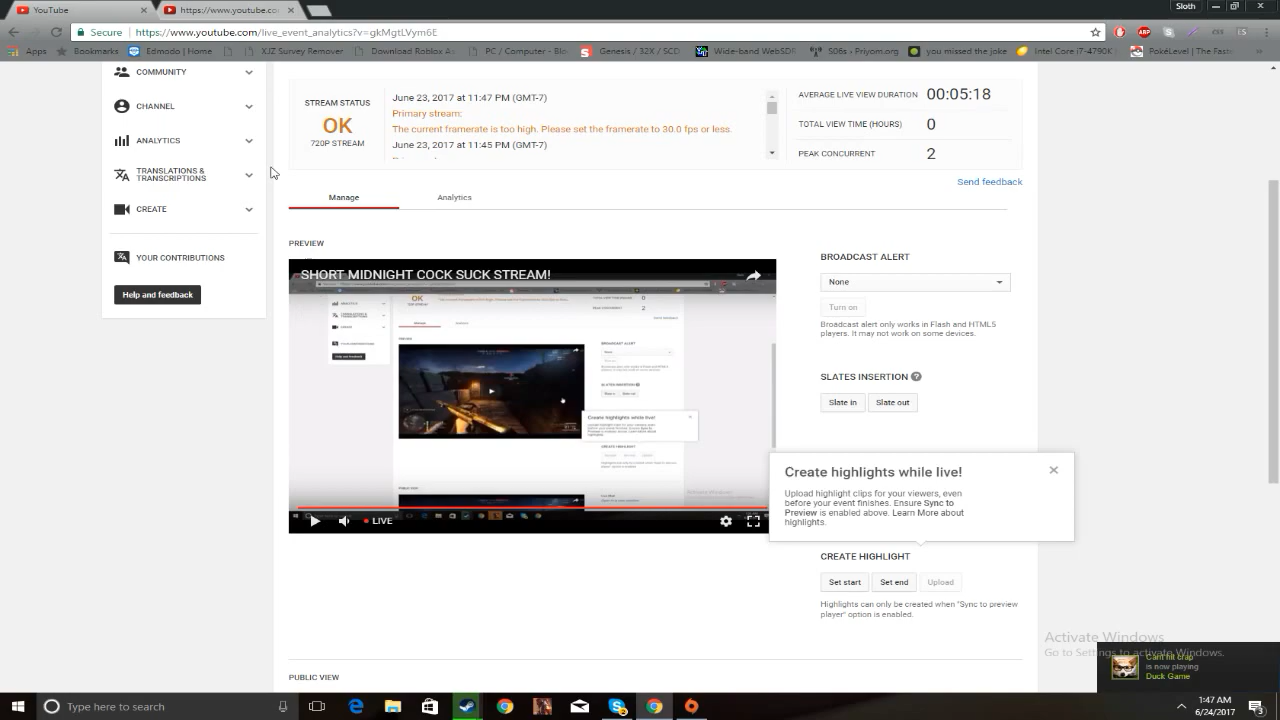 YouTube
https://www.youtube.co
Sloth
Secure
https://www.youtube.com/live_event_analytics?v=gkMgtLVym6E
Apps
Bookmarks
Edmodo | Home
XJZ Survey Remover
Download Roblox A
PC / Computer - Bli
Genesis / 32X / SCD
Wide-band WebSDR
Nbs • Priyom.org
you missed the joke
Intel Core i7-4790K
PokéLevel | The Faste
COMMUNITY
CHANNEL
ANALYTICS
TRANSLATIONS &
TRANSCRIPTIONS
CREATE
YOUR CONTRIBUTIONS
Help and feedback
STREAM STATUS
OK
720P STREAM
June 23, 2017 at 11:47 PM (GMT-7)
Primary stream:
The current framerate is too high. Please set the framerate to 30.0 fps or less.
June 23, 2017 at 11:45 PM (GMT-7)
AVERAGE LIVE VIEW DURATION 00:05:18
TOTAL VIEW TIME (HOURS) 0
PEAK CONCURRENT 2
Send feedback
Manage
Analytics
PREVIEW
SHORT MIDNIGHT COCK SUCK STREAM!
OK
Create highlights while live!
LIVE
BROADCAST ALERT
None
Turn on
Broadcast alert only works in Flash and HTML5
players. It may not work on some devices.
SLATES INSERTION ?
Slate in
Slate out
Create highlights while live!
Upload highlight clips for your viewers, even
before your event finishes. Ensure Sync to
Preview is enabled above. Learn More about
highlights.
CREATE HIGHLIGHT
Set start
Set end
Upload
Highlights can only be created when "Sync to preview
player" option is enabled.
PUBLIC VIEW
Activate Windows
Go to Settings to activate Windows.
Cant hit crap
is now playing
Duck Game
Type here to search
1:47 AM
6/24/2017